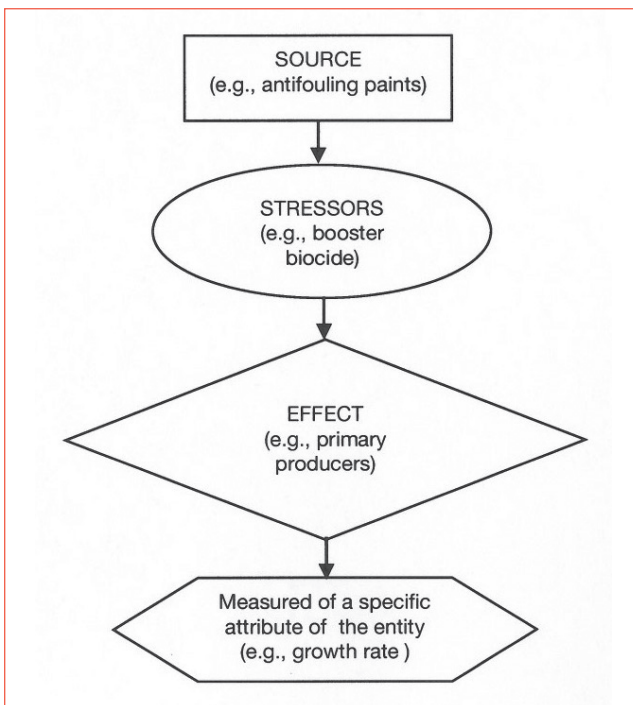 SOURCE
(e.g., antifouling paints)
STRESSORS
(e.g., booster
biocide)
EFFECT
(e.g., primary
producers)
Measured of a specific
attribute of the entity
(e.g., growth rate )